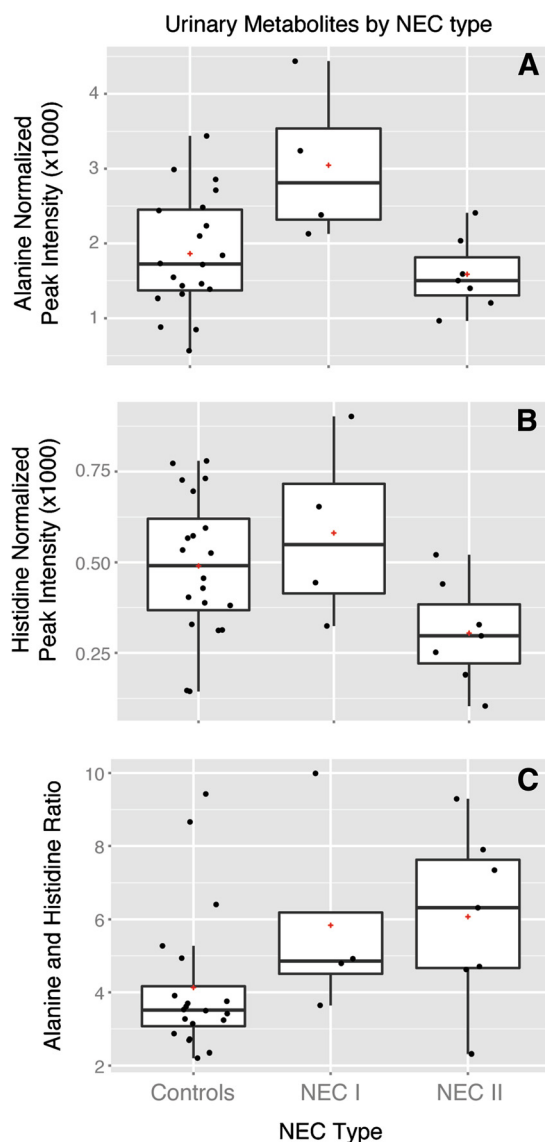 Urinary Metabolites by NEC type
A
Alanine Normalized
Peak Intensity (x1000)
4
3
2
1
B
Histidine Normalized
Peak Intensity (x1000)
0.75
0.50
0.25
C
Alanine and Histidine Ratio
10
8
6
4
2
Controls NEC I NEC II
NEC Type